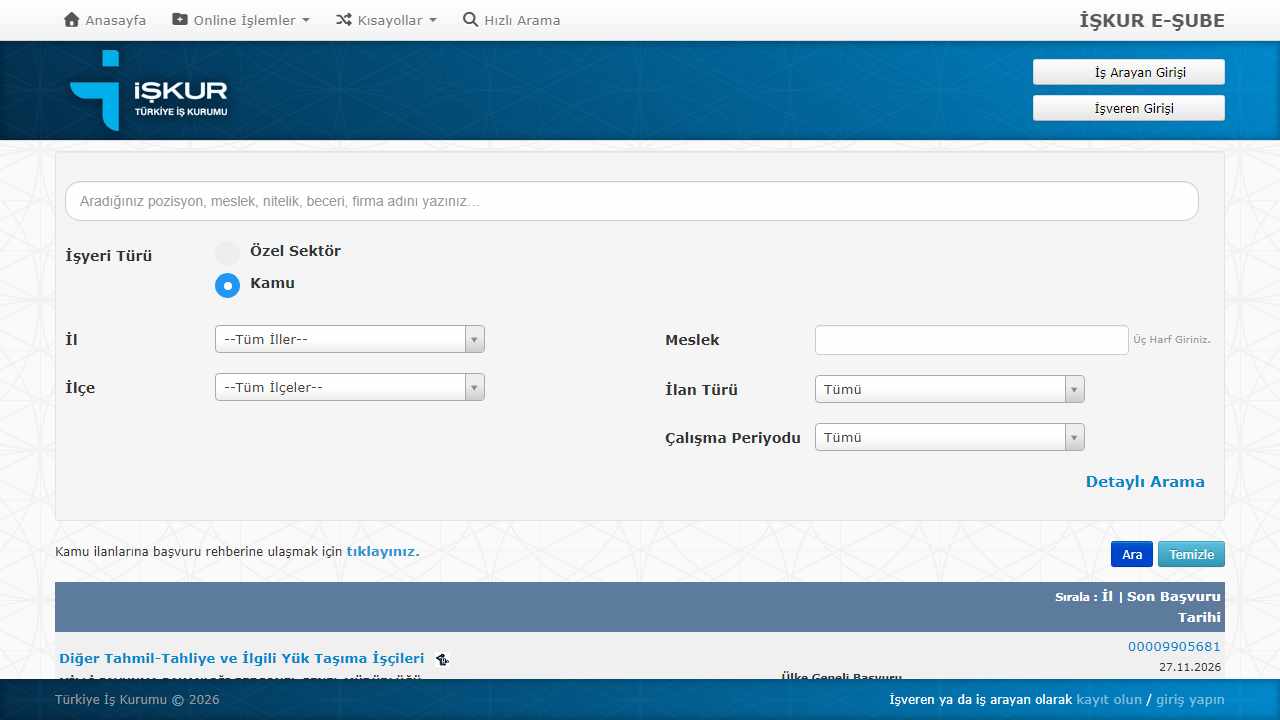 Anasayfa Online İşlemler Kısayollar Hızlı Arama İŞKUR E-ŞUBE
İŞKUR
TÜRKİYE İŞ KURUMU
İş Arayan Girişi
İşveren Girişi
Aradığınız pozisyon, meslek, nitelik, beceri, firma adını yazınız...
İşyeri Türü
Özel Sektör
Kamu
İl --Tüm İller-- Meslek Üç Harf Giriniz.
İlçe --Tüm İlçeler-- İlan Türü Tümü
Çalışma Periyodu Tümü
Detaylı Arama
Kamu ilanlarına başvuru rehberine ulaşmak için tıklayınız. Ara Temizle
Sırala : İl | Son Başvuru
Tarihi
00009905681
Diğer Tahmil-Tahliye ve İlgili Yük Taşıma İşçileri
27.11.2026
Ülke Geneli Başvuru
Türkiye İş Kurumu © 2026 İşveren ya da iş arayan olarak kayıt olun / giriş yapın